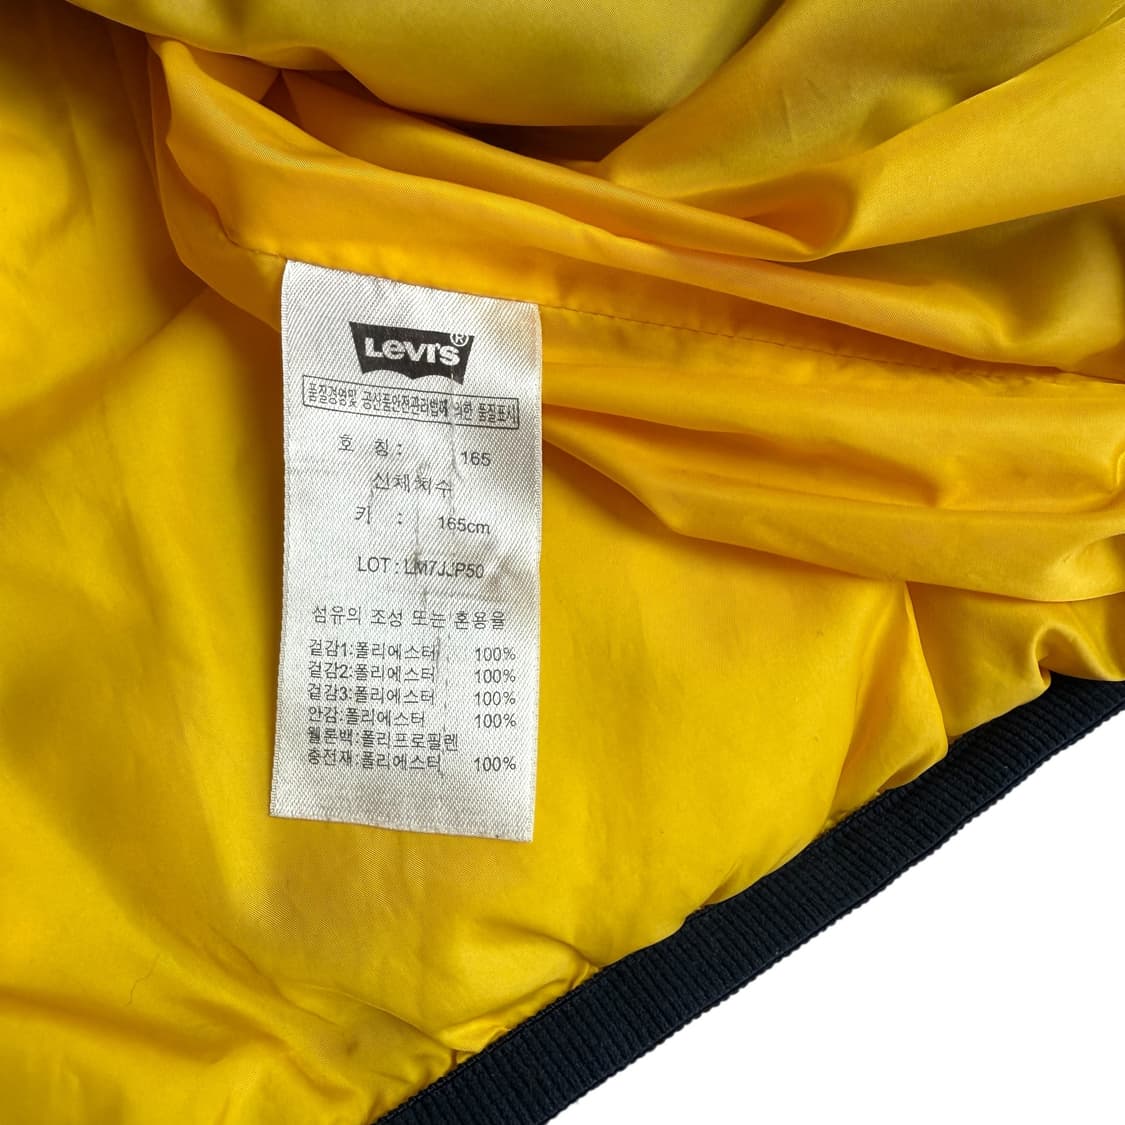 LEVI'S®
품질경영및 공산품안전관리법에 의한 품질표시
호 칭 : 165
신체치수
키 : 165cm
LOT :
섬유의 조성 또는 혼용율
겉감1:폴리에스터 100%
겉감2:폴리에스터 100%
겉감3:폴리에스터 100%
안감:폴리에스터 100%
웰론백:폴리프로필렌
충전재:폴리에스터 100%